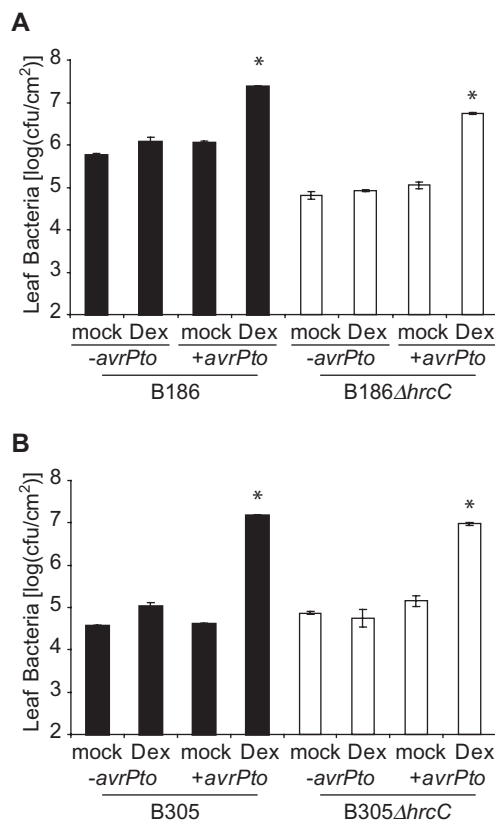 A
Leaf Bacteria [log(cfu/cm²)]
8
7
6
5
4
3
2
*
*
mock Dex mock Dex mock Dex mock Dex
-avrPto +avrPto -avrPto +avrPto
B186 B186ΔhrcC
B
Leaf Bacteria [log(cfu/cm²)]
8
7
6
5
4
3
2
*
*
mock Dex mock Dex mock Dex mock Dex
-avrPto +avrPto -avrPto +avrPto
B305 B305ΔhrcC